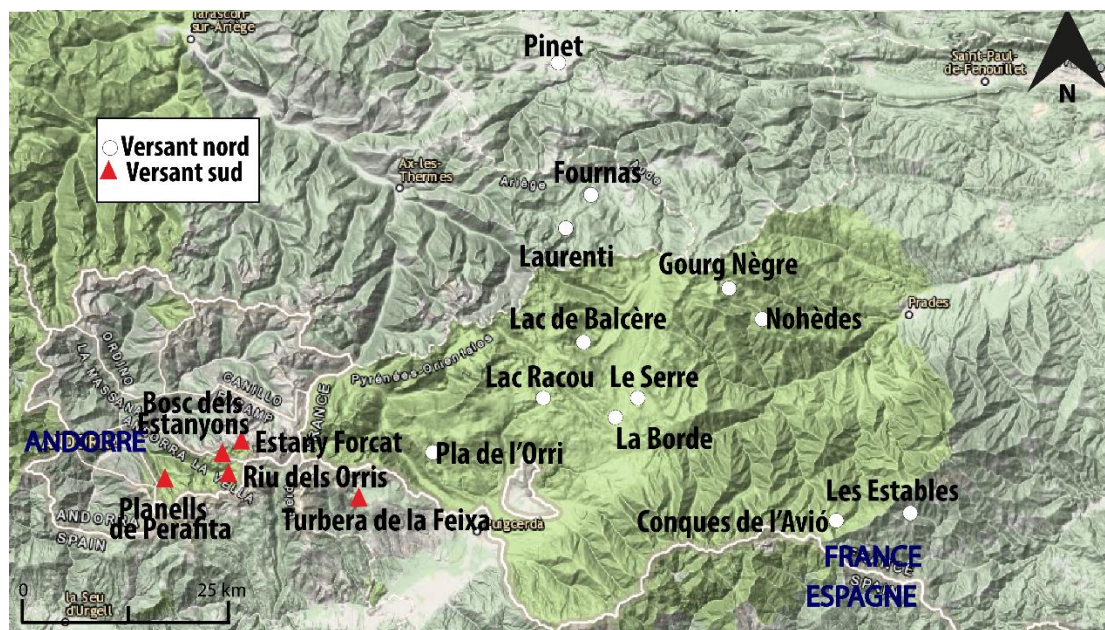 Tarascon-
sur-Ariège
Pinet
Saint-Paul-
de-Fenouillet
N
Versant nord
Versant sud
Ax-les-
Thermes
Ariège
Aude
Fournas
Laurenti
Gourg Nègre
Prades
Lac de Balcère
Nohèdes
ORDINO
LA MASSANA
CANILLO
Pyrénées-Orientales
Lac Racou
Le Serre
FRANCE
Bosc dels
Estanyons
ANDORRE
Estany Forcat
ANDORRA LA VELLA
Pla de l'Orri
La Borde
Riu dels Orris
Planells
de Perafita
Turbera de la Feixa
Puigcerda
Conques de l'Avió
Les Estables
ANDORRA
SPAIN
FRANCE
ESPAGNE
0
25 km
la Seu
d'Urgell